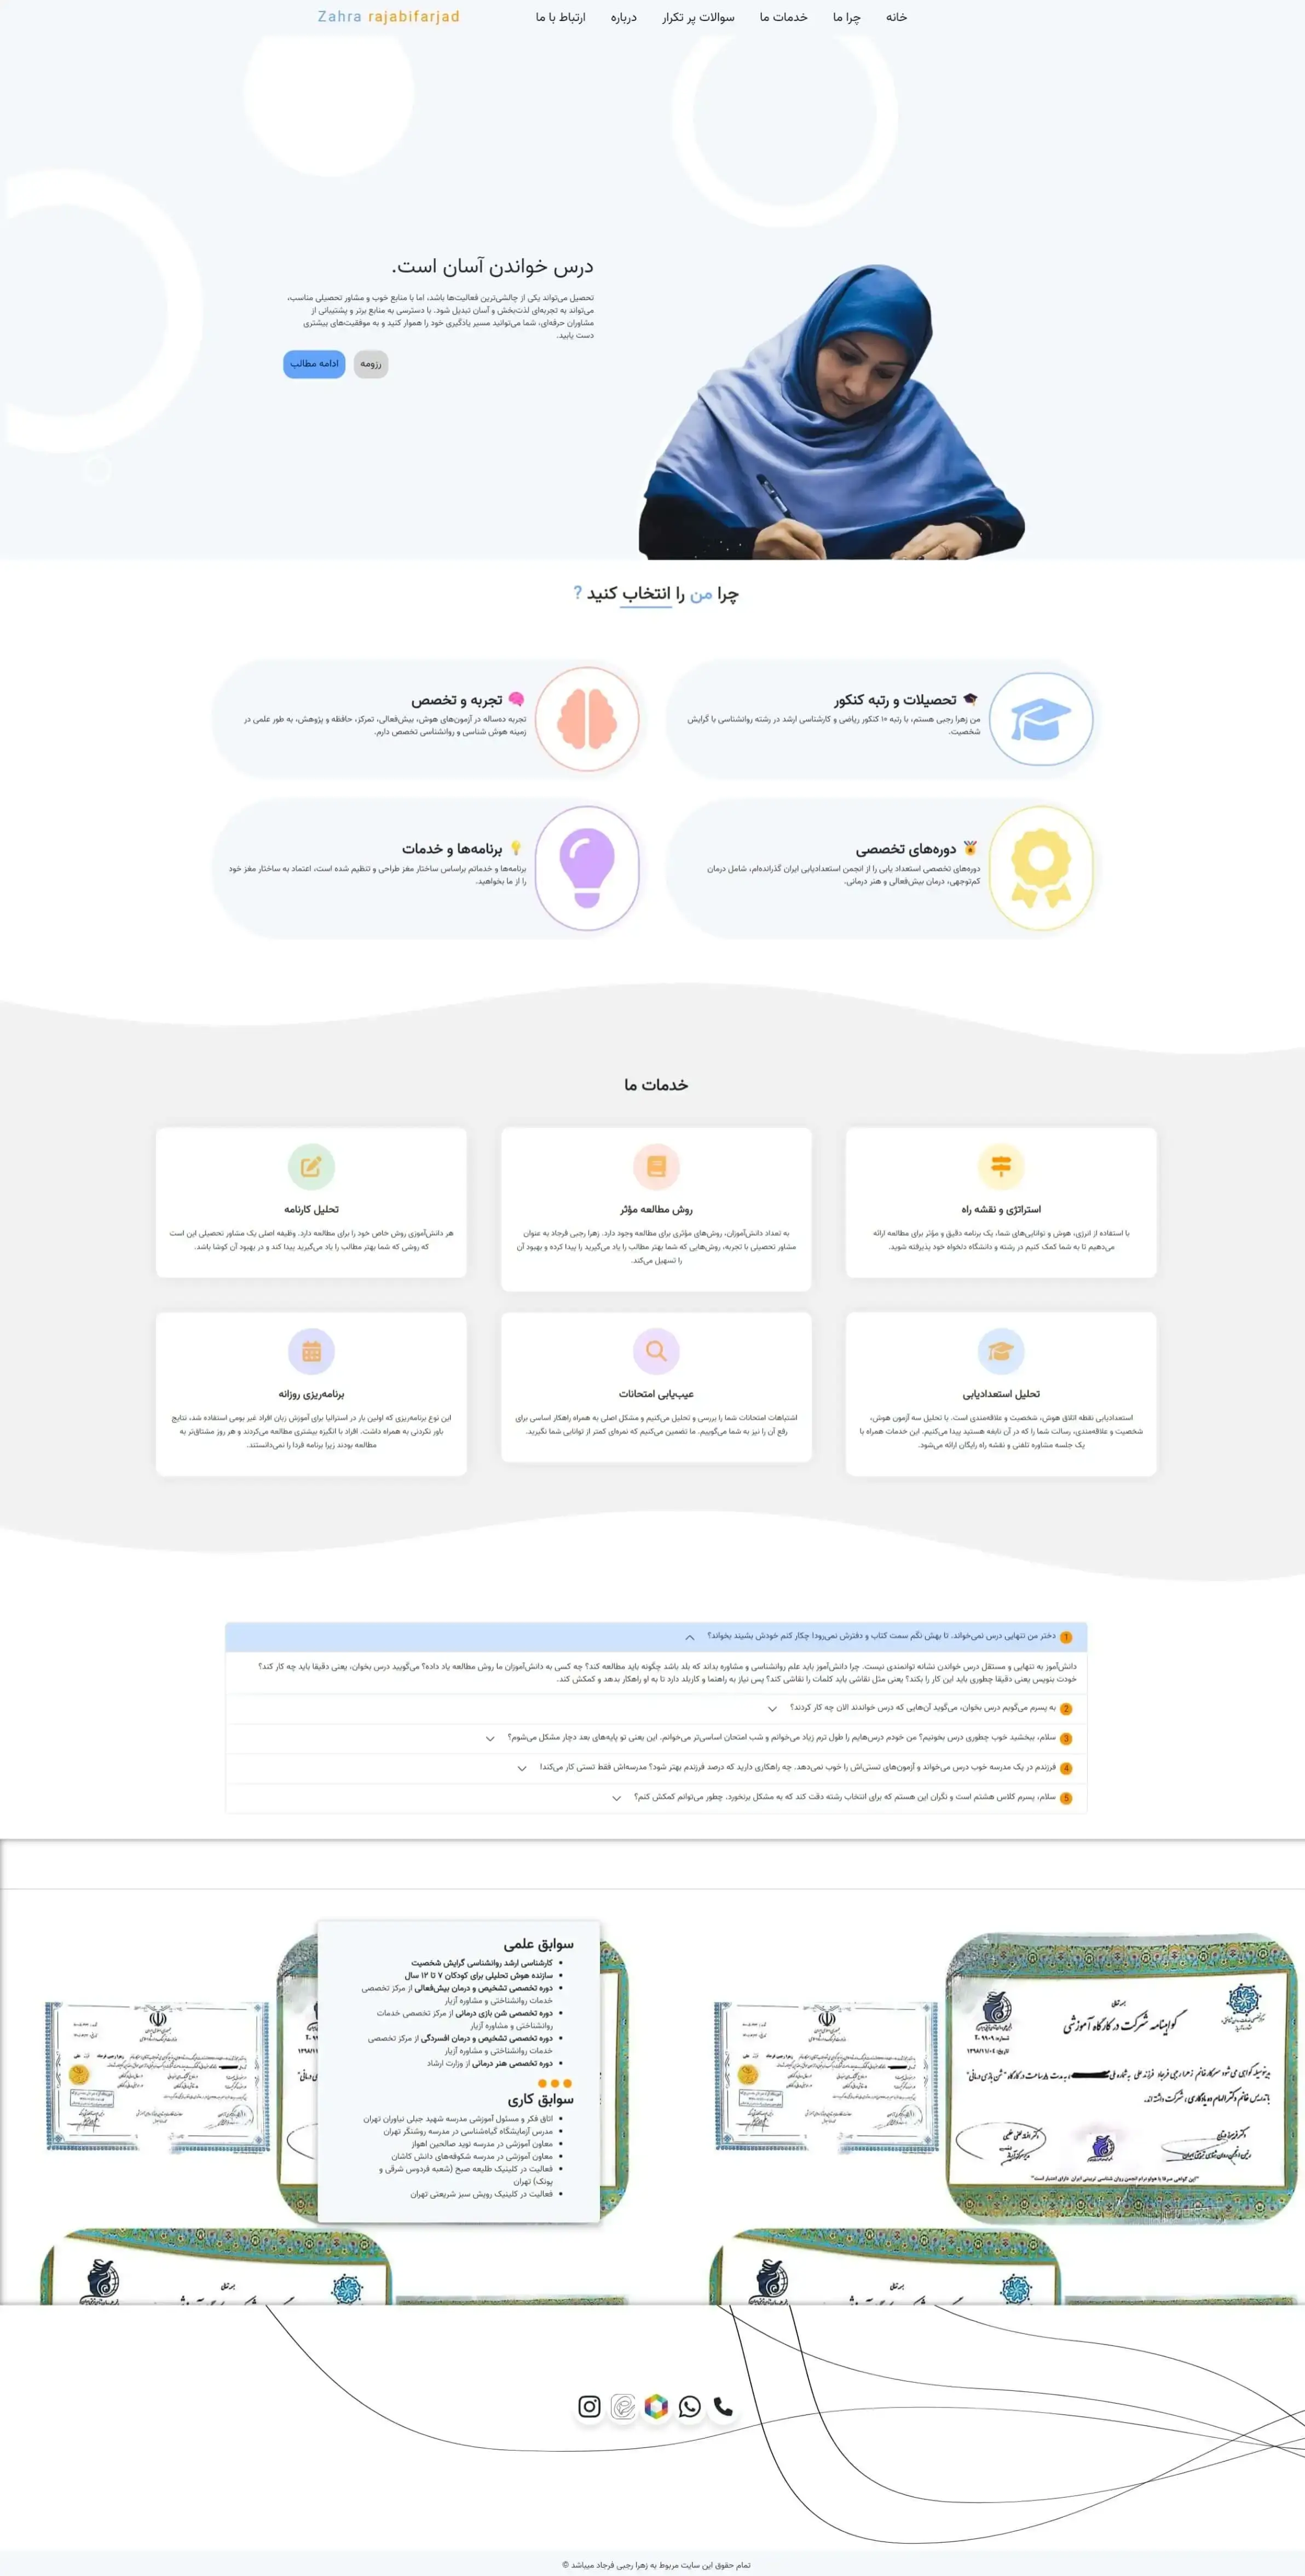 Zahra rajabifarjad
خانه
چرا ما
خدمات ما
سوالات پر تکرار
درباره
ارتباط با ما
درس خواندن آسان است.
تحصیل می‌تواند یکی از چالشی‌ترین فعالیت‌ها باشد، اما با منابع خوب و مشاور تحصیلی مناسب،
می‌تواند به تجربه‌ای لذت‌بخش و آسان تبدیل شود. با دسترسی به منابع برتر و پشتیبانی از
مشاوران حرفه‌ای، شما می‌توانید مسیر یادگیری خود را هموار کنید و به موفقیت‌های بیشتری
دست یابید.
رزومه
ادامه مطالب
چرا من را انتخاب کنید ?
تحصیلات و رتبه کنکور
من زهرا رجبی هستم، با رتبه ۱۰ کنکور ریاضی و کارشناسی ارشد در رشته روانشناسی با گرایش
شخصیت.
تجربه و تخصص
تجربه ده‌ساله در آزمون‌های هوش، بیش‌فعالی، تمرکز، حافظه و پژوهش، به طور علمی در
زمینه هوش شناسی و روانشناسی تخصص دارم.
دوره‌های تخصصی
دوره‌های تخصصی استعداد یابی را از انجمن استعدادیابی ایران گذرانده‌ام، شامل درمان
کم‌توجهی، درمان بیش‌فعالی و هنر درمانی.
برنامه‌ها و خدمات
برنامه‌ها و خدماتم براساس ساختار مغز طراحی و تنظیم شده است، اعتماد به ساختار مغز خود
را از ما بخواهید.
خدمات ما
استراتژی و نقشه راه
با استفاده از انرژی، هوش و توانایی‌های شما، یک برنامه دقیق و مؤثر برای مطالعه ارائه
می‌دهیم تا به شما کمک کنیم در رشته و دانشگاه دلخواه خود پذیرفته شوید.
روش مطالعه مؤثر
به تعداد دانش‌آموزان، روش‌های مؤثری برای مطالعه وجود دارد. زهرا رجبی فرجاد به عنوان
مشاور تحصیلی با تجربه، روش‌هایی که شما بهتر مطالب را یاد می‌گیرید را پیدا کرده و بهبود آن
را تسهیل می‌کند.
تحلیل کارنامه
هر دانش‌آموزی روش خاص خود را برای مطالعه دارد. وظیفه اصلی یک مشاور تحصیلی این است
که روشی که شما بهتر مطالب را یاد می‌گیرید پیدا کند و در بهبود آن کوشا باشد.
تحلیل استعدادیابی
استعدادیابی نقطه اتلاق هوش، شخصیت و علاقه‌مندی است. با تحلیل سه آزمون هوش،
شخصیت و علاقه‌مندی، رسالت شما را که در آن نابغه هستید پیدا می‌کنیم. این خدمات همراه با
یک جلسه مشاوره تلفنی و نقشه راه رایگان ارائه می‌شود.
عیب‌یابی امتحانات
اشتباهات امتحانات شما را بررسی و تحلیل می‌کنیم و مشکل اصلی به همراه راهکار اساسی برای
رفع آن را نیز به شما می‌گوییم. ما تضمین می‌کنیم که نمره‌ای کمتر از توانایی شما نگیرید.
برنامه‌ریزی روزانه
این نوع برنامه‌ریزی که اولین بار در استرالیا برای آموزش زبان افراد غیر بومی استفاده شد، نتایج
باور نکردنی به همراه داشت. افراد با انگیزه بیشتری مطالعه می‌کردند و هر روز مشتاق‌تر به
مطالعه بودند زیرا برنامه فردا را نمی‌دانستند.
1 دختر من تنهایی درس نمی‌خواند. تا بهش نگم سمت کتاب و دفترش نمی‌رود! چکار کنم خودش بشیند بخواند؟
دانش‌آموز به تنهایی و مستقل درس خواندن نشانه توانمندی نیست. چرا دانش‌آموز باید علم روانشناسی و مشاوره بداند که بلد باشد چگونه باید مطالعه کند؟ چه کسی به دانش‌آموزان ما روش مطالعه یاد داده؟ می‌گویید درس بخوان، یعنی دقیقا باید چه کار کند؟
خودت بنویس یعنی دقیقا چطوری باید این کار را بکند؟ یعنی مثل نقاشی باید کلمات را نقاشی کند؟ پس نیاز به راهنما و کاربلد دارد تا به او راهکار بدهد و کمکش کند.
2 به پسرم می‌گویم درس بخوان، می‌گوید آن‌هایی که درس خواندند الان چه کار کردند؟
3 سلام، ببخشید خوب چطوری درس بخونیم؟ من خودم درس‌هایم را طول ترم زیاد می‌خوانم و شب امتحان اساسی‌تر می‌خوانم. این یعنی تو پایه‌های بعد دچار مشکل می‌شوم؟
4 فرزندم در یک مدرسه خوب درس می‌خواند و آزمون‌های تستی‌اش را خوب نمی‌دهد. چه راهکاری دارید که درصد فرزندم بهتر شود؟ مدرسه‌اش فقط تستی کار می‌کند!
5 سلام، پسرم کلاس هشتم است و نگران این هستم که برای انتخاب رشته دقت کند که به مشکل برنخورد. چطور می‌توانم کمکش کنم؟
سوابق علمی
کارشناسی ارشد روانشناسی گرایش شخصیت
سازنده هوش تحلیلی برای کودکان ۷ تا ۱۲ سال
دوره تخصصی تشخیص و درمان بیش‌فعالی از مرکز تخصصی
خدمات روانشناختی و مشاوره آزیار
دوره تخصصی شن بازی درمانی از مرکز تخصصی خدمات
روانشناختی و مشاوره آزیار
دوره تخصصی تشخیص و درمان افسردگی از مرکز تخصصی
خدمات روانشناختی و مشاوره آزیار
دوره تخصصی هنر درمانی از وزارت ارشاد
سوابق کاری
اتاق فکر و مسئول آموزشی مدرسه شهید جبلی نیاوران تهران
مدرس آزمایشگاه گیاه‌شناسی در مدرسه روشنگر تهران
معاون آموزشی در مدرسه نوید صالحین اهواز
معاون آموزشی در مدرسه شکوفه‌های دانش کاشان
فعالیت در کلینیک طلیعه صبح (شعبه فردوس شرقی و
پونک) تهران
فعالیت در کلینیک رویش سبز شریعتی تهران
گواهینامه شرکت در کارگاه آموزشی
تمام حقوق این سایت مربوط به زهرا رجبی فرجاد میباشد ©